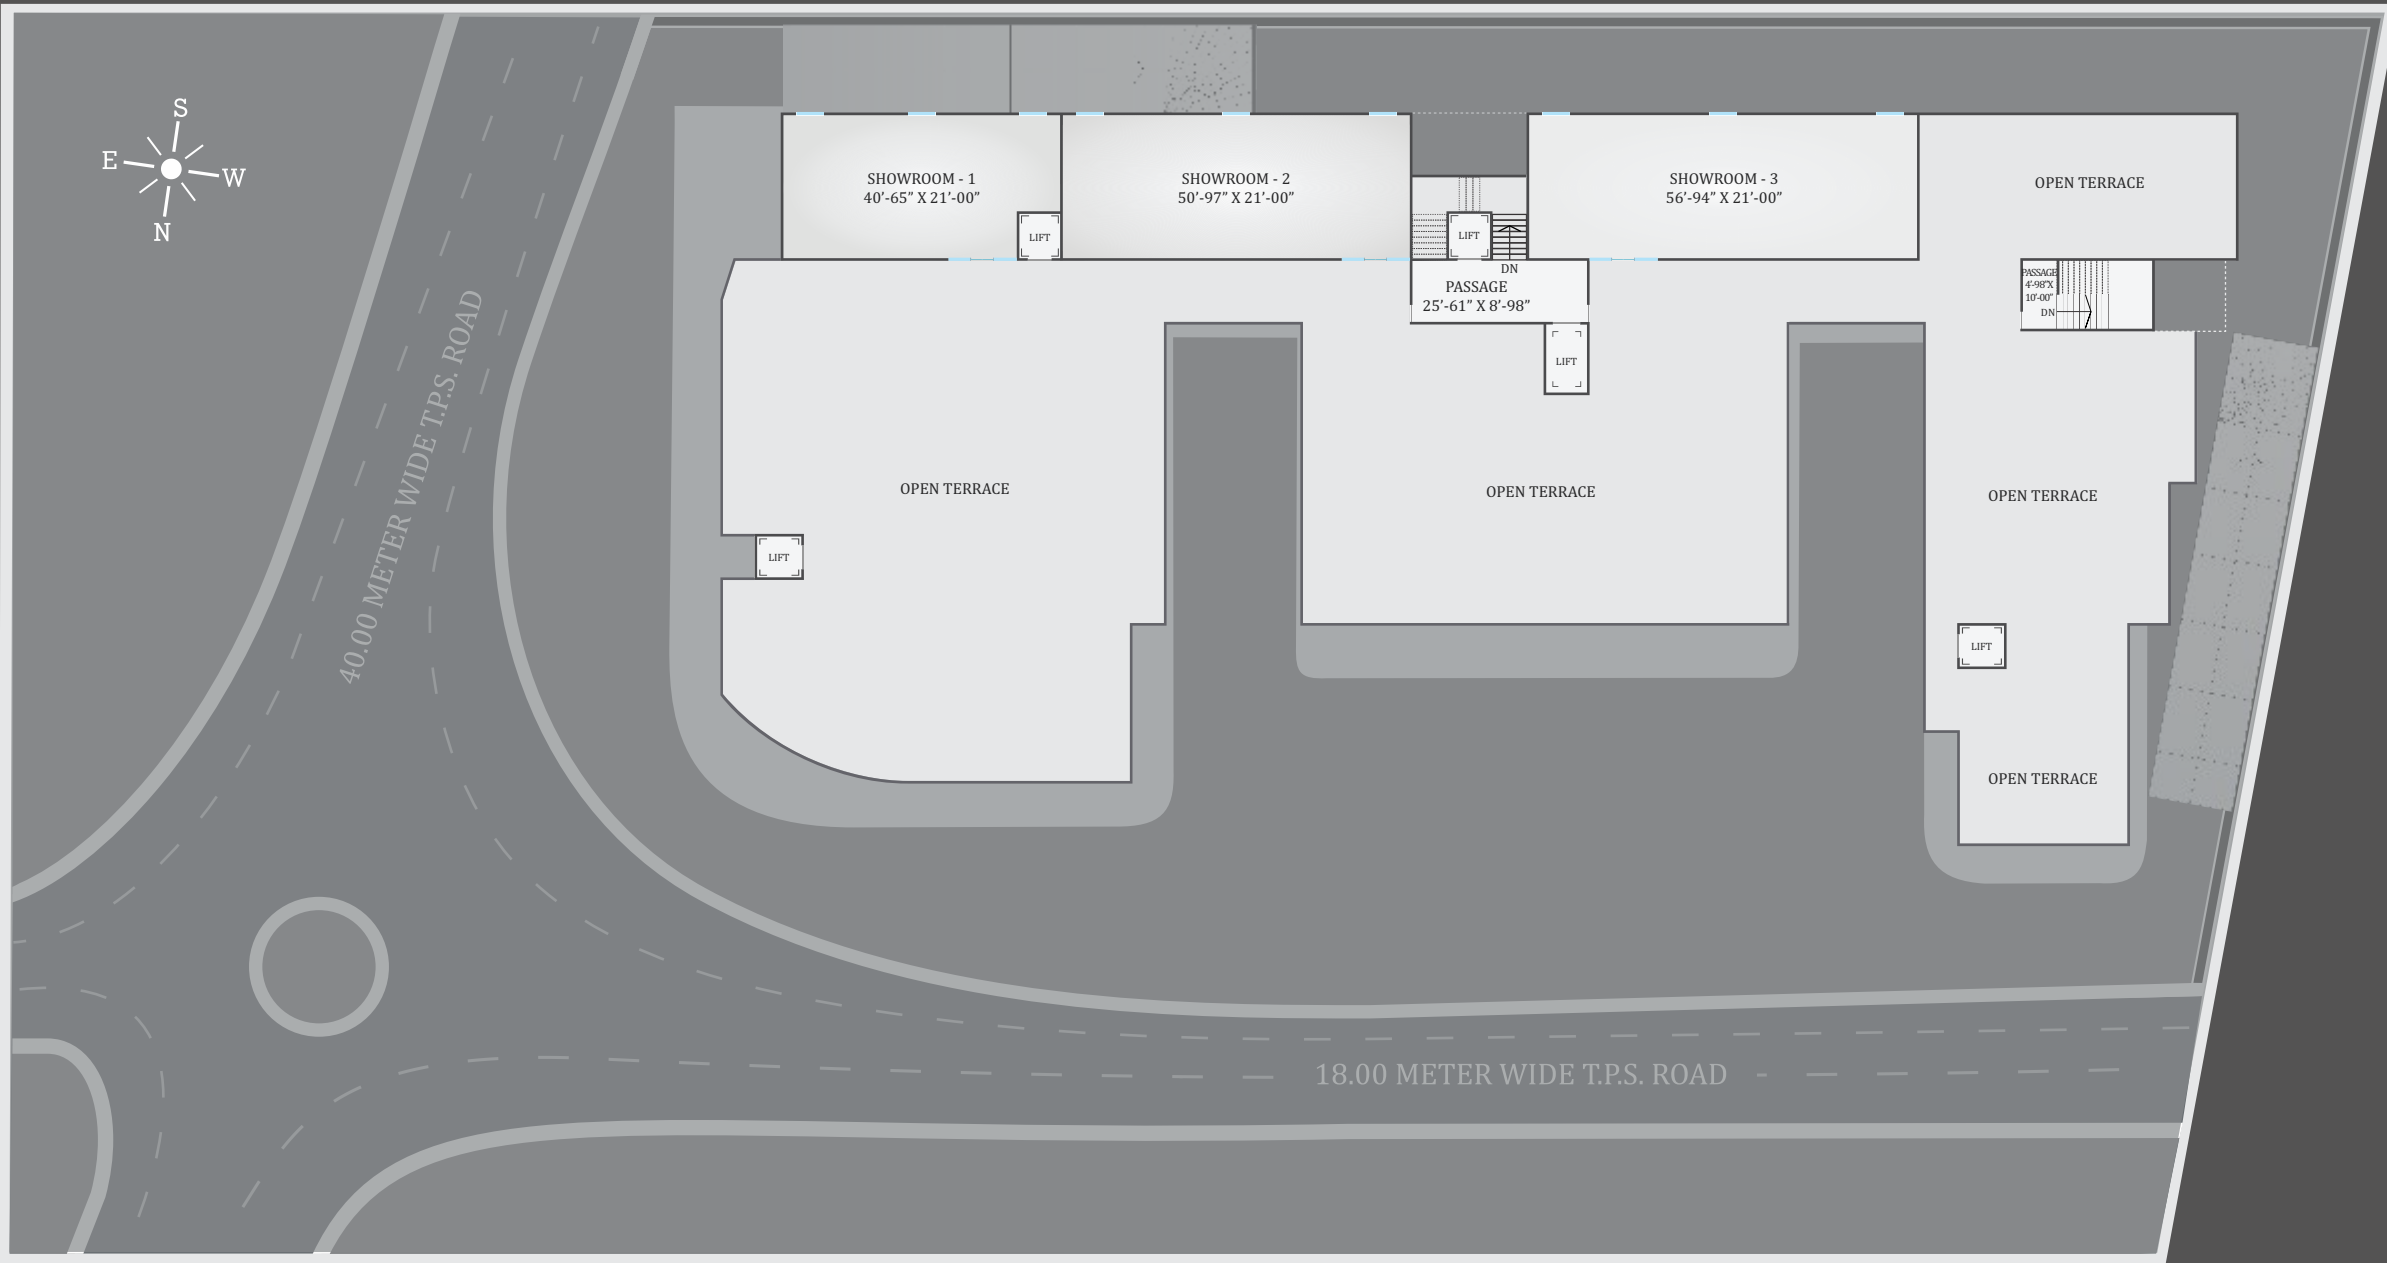 S
E
W
N
SHOWROOM - 1
40’-65” X 21’-00”
LIFT
SHOWROOM - 2
50’-97” X 21’-00”
LIFT
DN
SHOWROOM - 3
56’-94” X 21’-00”
OPEN TERRACE
PASSAGE
25’-61” X 8’-98”
LIFT
PASSAGE
4’-98”X
10’-00”
DN
40.00 METER WIDE T.P.S. ROAD
OPEN TERRACE
OPEN TERRACE
OPEN TERRACE
LIFT
LIFT
OPEN TERRACE
18.00 METER WIDE T.P.S. ROAD